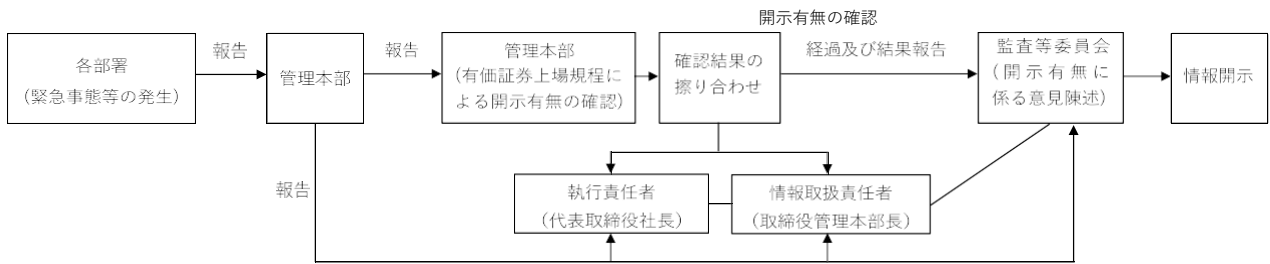 開示有無の確認
各部署
(緊急事態等の発生)
報告
管理本部
報告
管理本部
(有価証券上場規程に
よる開示有無の確認)
確認結果の
擦り合わせ
経過及び結果報告
監査等委員会
(開示有無に
係る意見陳述)
情報開示
報告
執行責任者
(代表取締役社長)
情報取扱責任者
(取締役管理本部長)